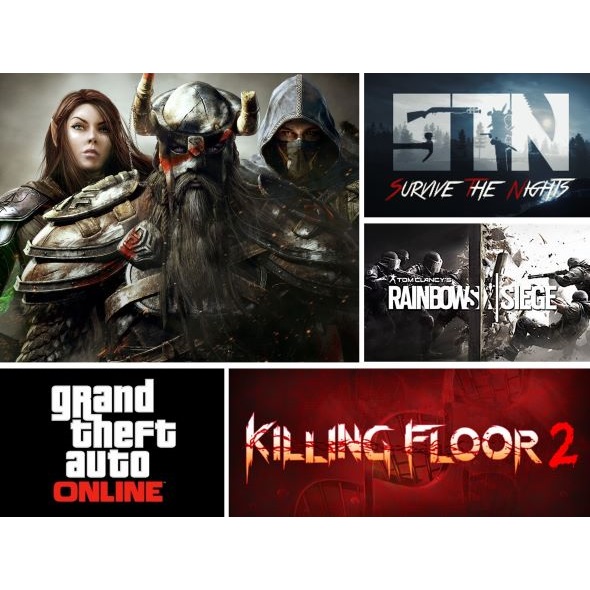 STN
SURVIVE THE NIGHTS
TOM CLANCY'S
RAINBOW SIX SIEGE
grand
theft
auto
ONLINE
KILLING FLOOR 2